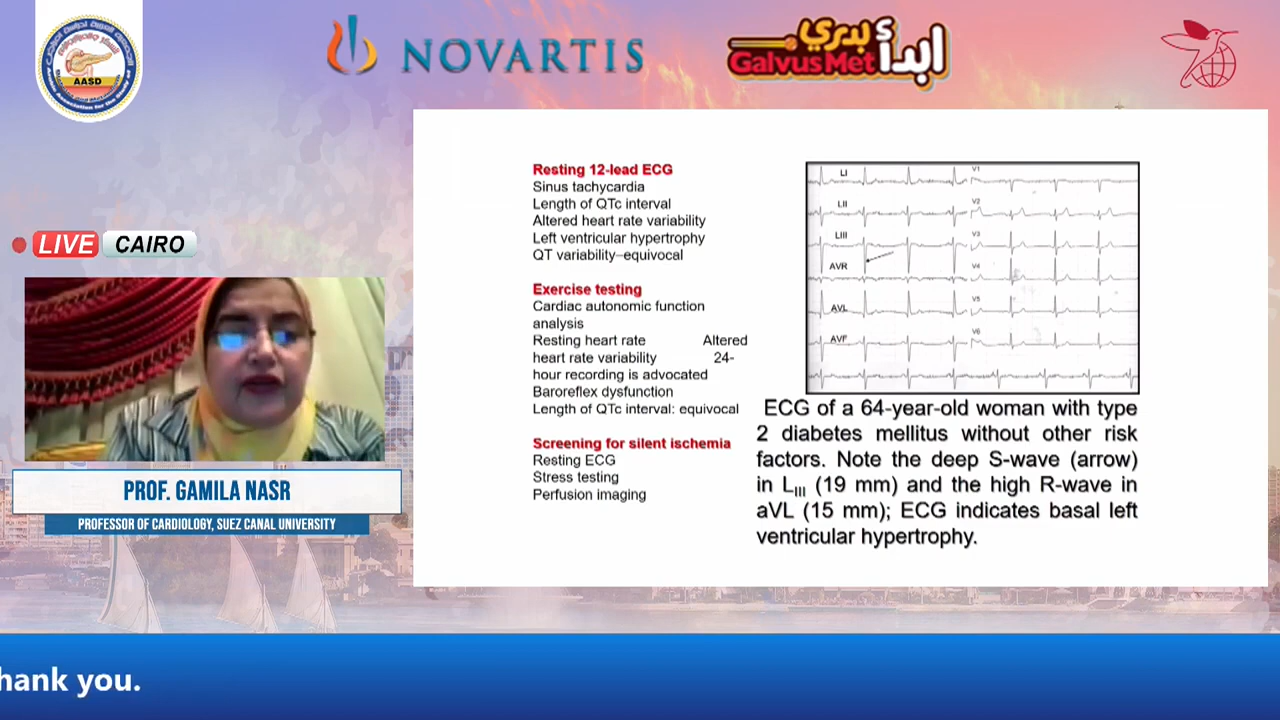 AASD
NOVARTIS
ابدأ بدري
GalvusMet
LIVE CAIRO
PROF. GAMILA NASR
PROFESSOR OF CARDIOLOGY, SUEZ CANAL UNIVERSITY
Resting 12-lead ECG
Sinus tachycardia
Length of QTc interval
Altered heart rate variability
Left ventricular hypertrophy
QT variability–equivocal
Exercise testing
Cardiac autonomic function
analysis
Resting heart rate Altered
heart rate variability 24-
hour recording is advocated
Baroreflex dysfunction
Length of QTc interval: equivocal
Screening for silent ischemia
Resting ECG
Stress testing
Perfusion imaging
LI
LII
LIII
AVR
AVL
AVF
V1
V2
V3
V4
V5
V6
ECG of a 64-year-old woman with type
2 diabetes mellitus without other risk
factors. Note the deep S-wave (arrow)
in LIII (19 mm) and the high R-wave in
aVL (15 mm); ECG indicates basal left
ventricular hypertrophy.
hank you.